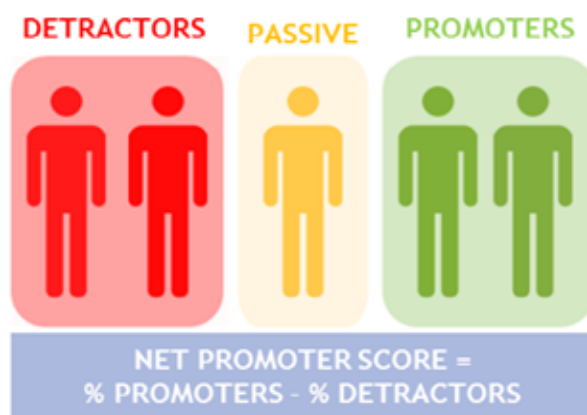 DETRACTORS PASSIVE PROMOTERS
NET PROMOTER SCORE =
% PROMOTERS - % DETRACTORS